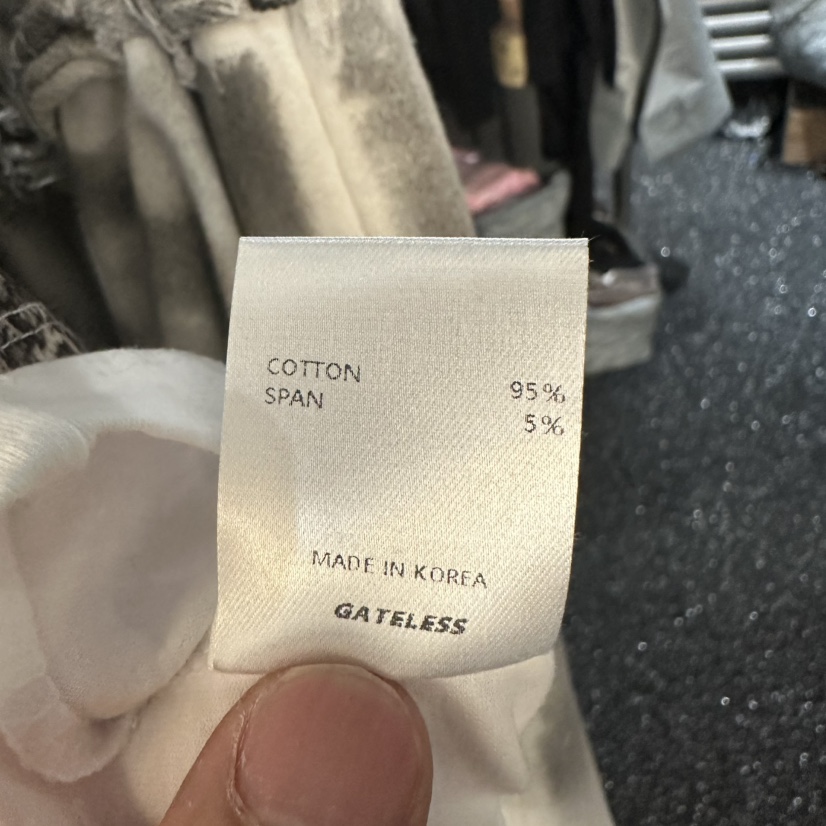 COTTON 95%
SPAN 5%
MADE IN KOREA
GATELESS